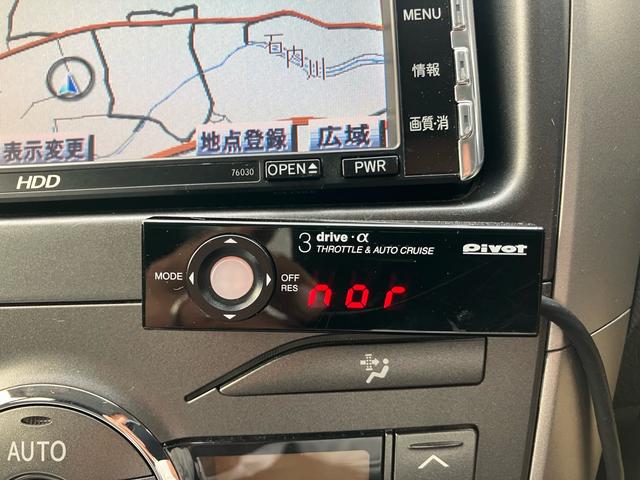 MENU
石内川
情報
画質・消
表示変更
地点登録
広域
HDD
76030
OPEN
PWR
3 drive・α
THROTTLE & AUTO CRUISE
Pivot
MODE
OFF
RES
nor
AUTO